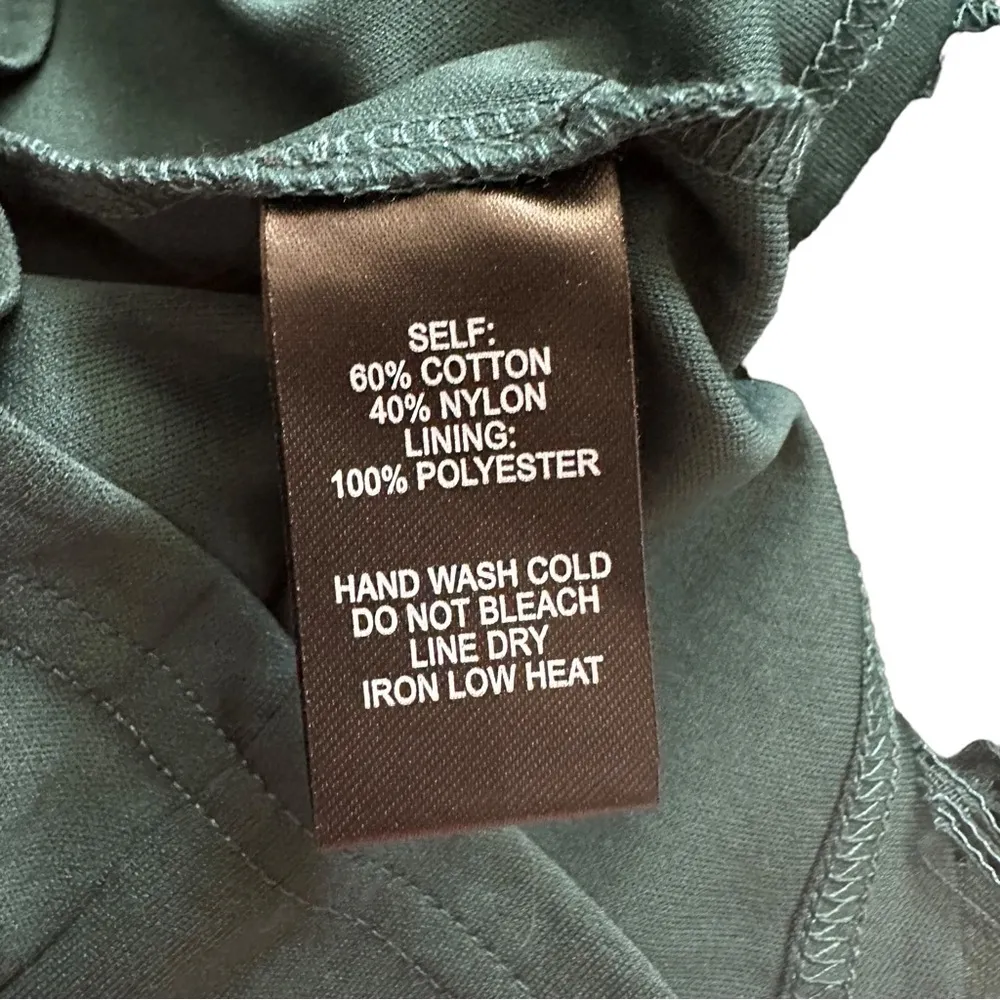 SELF:
60% COTTON
40% NYLON
LINING:
100% POLYESTER
HAND WASH COLD
DO NOT BLEACH
LINE DRY
IRON LOW HEAT